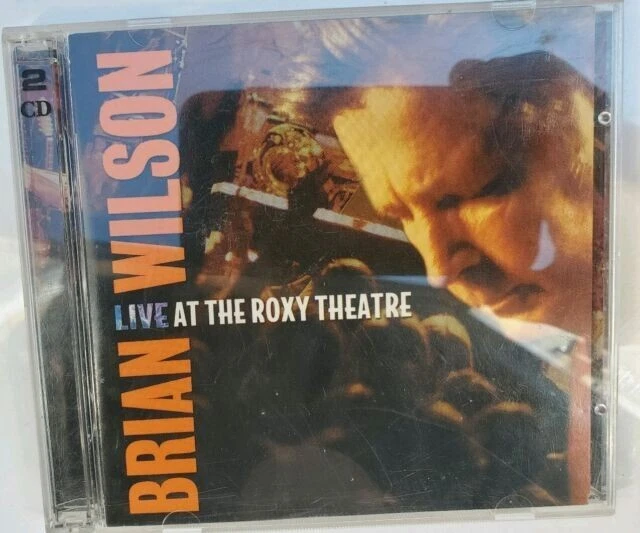 2
CD
BRIAN WILSON
LIVE AT THE ROXY THEATRE